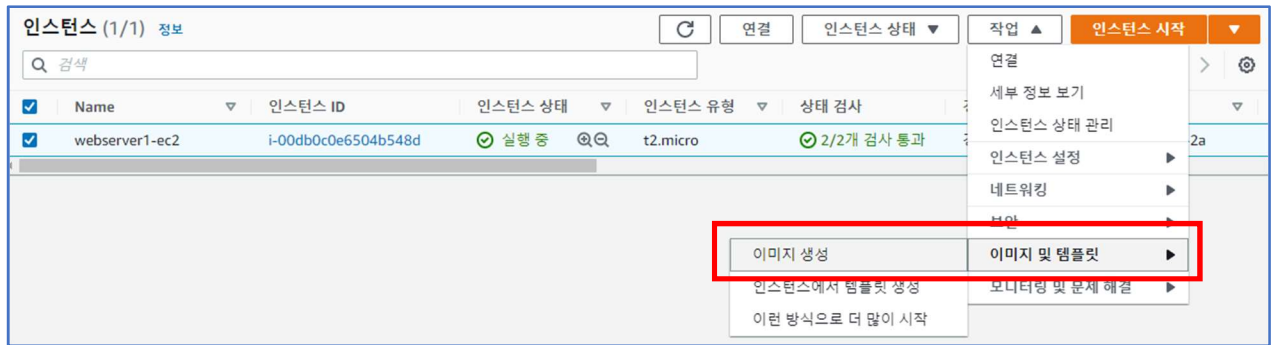 인스턴스 (1/1) 정보
연결 인스턴스 상태 ▼ 작업 ▲ 인스턴스 시작 ▼
검색
연결
세부 정보 보기
Name 인스턴스 ID 인스턴스 상태 인스턴스 유형 상태 검사
인스턴스 상태 관리
webserver1-ec2 i-00db0c0e6504b548d 실행 중 t2.micro 2/2개 검사 통과 2a
인스턴스 설정 ▶
네트워킹 ▶
보안 ▶
이미지 생성 이미지 및 템플릿 ▶
인스턴스에서 템플릿 생성 모니터링 및 문제 해결 ▶
이런 방식으로 더 많이 시작